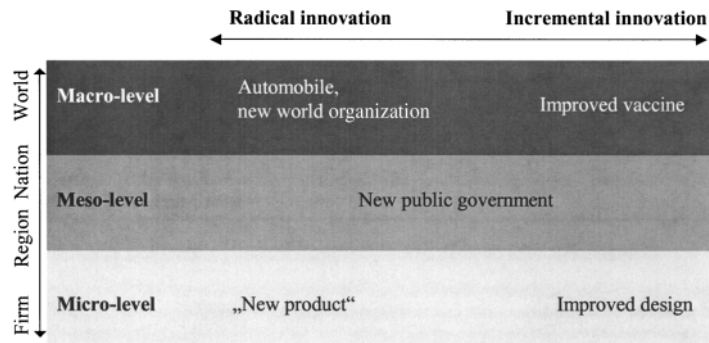 Radical innovation Incremental innovation
World
Macro-level
Automobile,
new world organization
Improved vaccine
Nation
Meso-level
New public government
Region
Micro-level
„New product“
Improved design
Firm